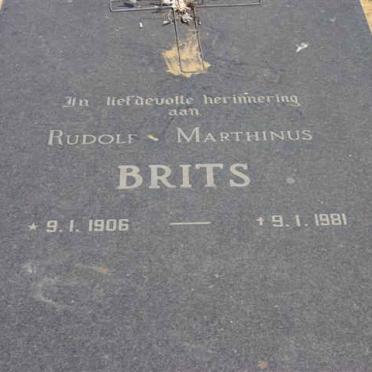 In liefdevolle herinnering
aan
RUDOLF MARTHINUS
BRITS
* 9.1.1906 — † 9.1.1981